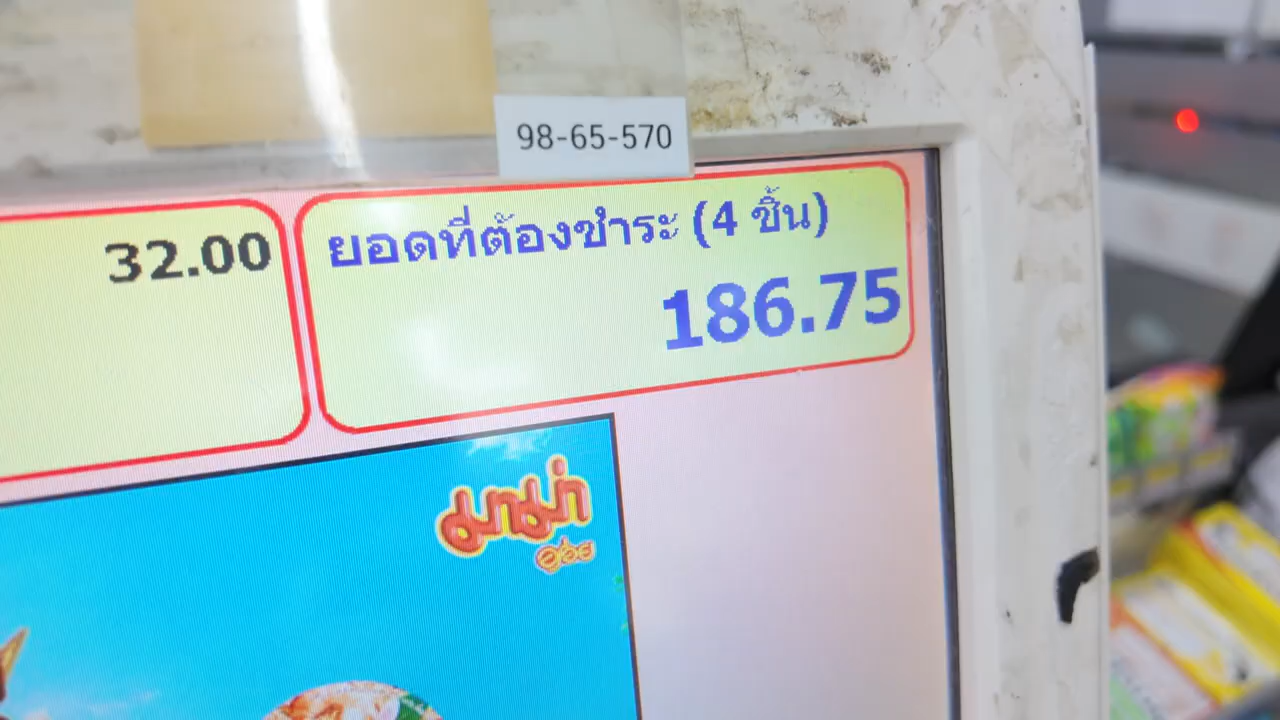 98-65-570
32.00
ยอดที่ต้องชำระ (4 ชิ้น)
186.75
มาม่า
อร่อย